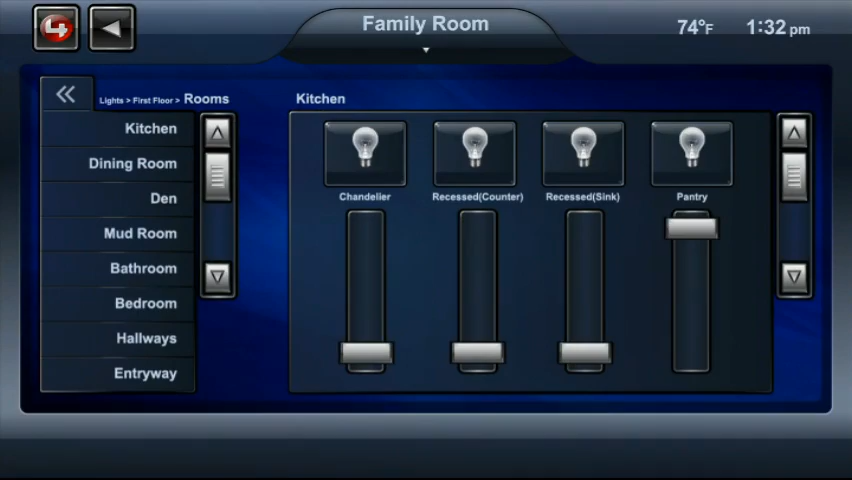 Family Room
74°F
1:32 pm
Lights > First Floor > Rooms
Kitchen
Dining Room
Den
Mud Room
Bathroom
Bedroom
Hallways
Entryway
Kitchen
Chandelier
Recessed(Counter)
Recessed(Sink)
Pantry